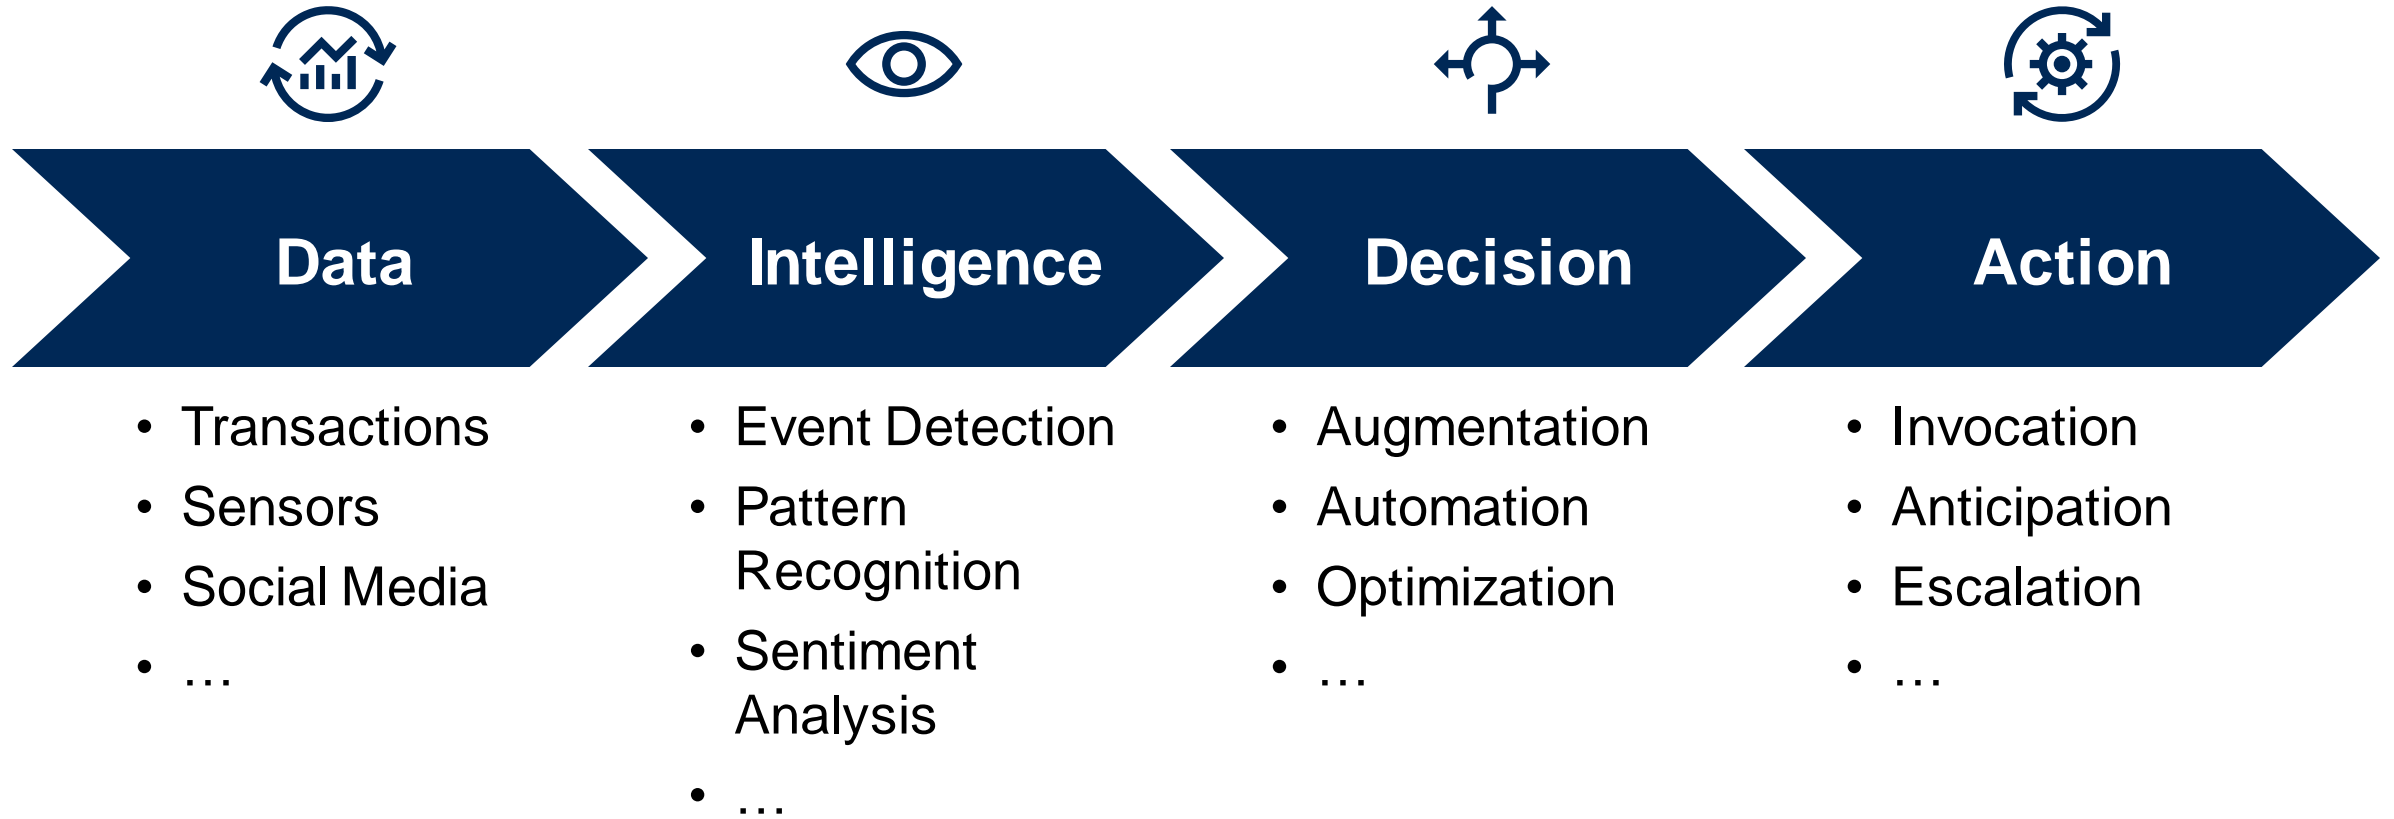 Data
Intelligence
Decision
Action
• Transactions
• Sensors
• Social Media
• …
• Event Detection
• Pattern
Recognition
• Sentiment
Analysis
• …
• Augmentation
• Automation
• Optimization
• …
• Invocation
• Anticipation
• Escalation
• …